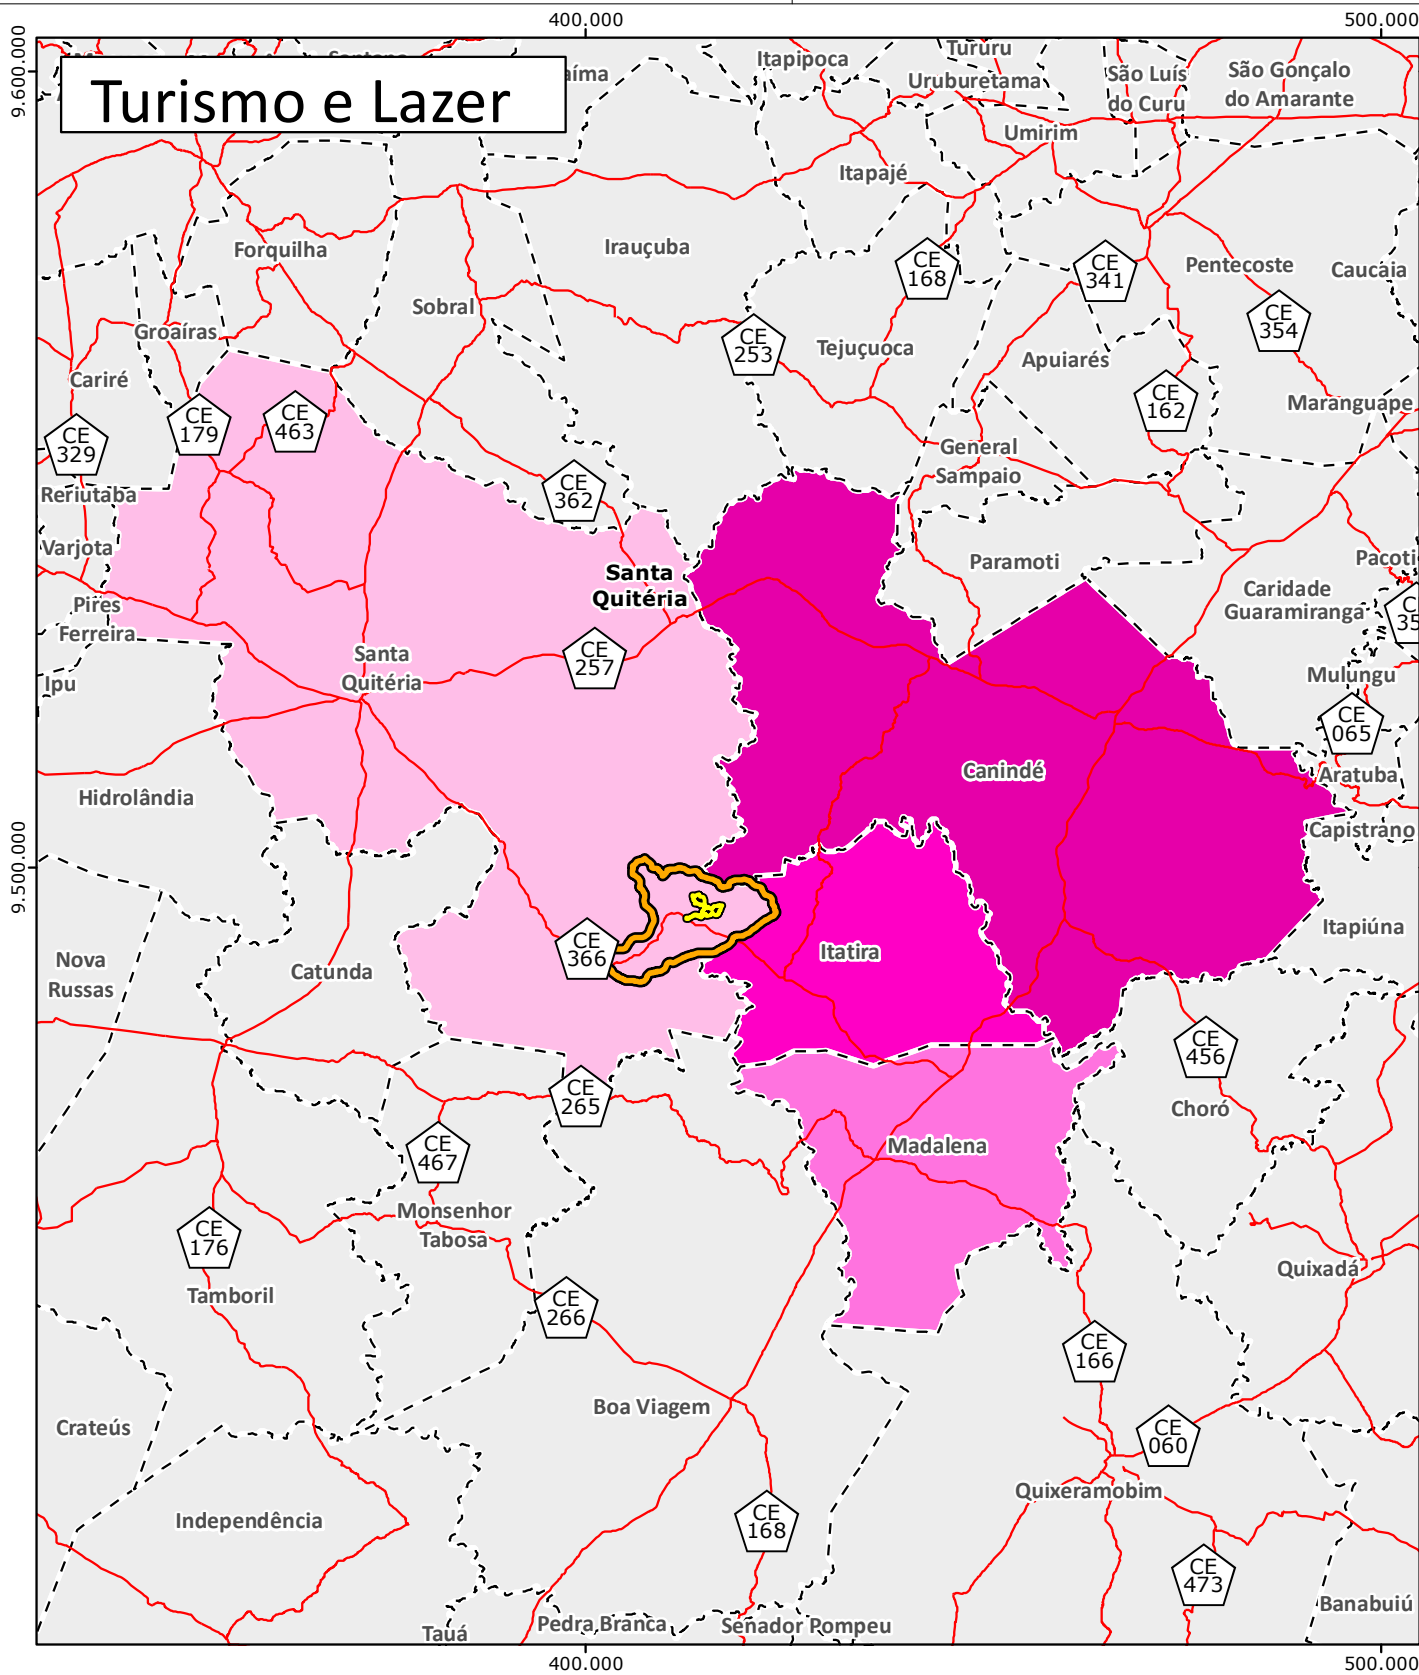 400.000
500.000
9.600.000
Turismo e Lazer
Itapipoca
Tururu
Uruburetama
São Luís
do Curu
São Gonçalo
do Amarante
Umirim
Itapajé
Forquilha
Irauçuba
CE
168
CE
341
Pentecoste
Caucaia
Sobral
Groaíras
CE
253
Tejuçuoca
Apuiarés
CE
354
Cariré
CE
179
CE
463
CE
162
Maranguape
CE
329
General
Sampaio
Reriutaba
CE
362
Varjota
Paramoti
Santa
Quitéria
Caridade
Guaramiranga
Pires
Ferreira
Santa
Quitéria
CE
257
Ipu
Mulungu
CE
065
Canindé
Aratuba
Hidrolândia
Capistrano
9.500.000
Itapiúna
Nova
Russas
Catunda
CE
366
Itatira
CE
456
CE
265
Choró
CE
467
Madalena
Monsenhor
Tabosa
CE
176
Quixadá
Tamboril
CE
266
CE
166
Boa Viagem
Crateús
CE
060
Quixeramobim
Independência
CE
168
CE
473
Banabuiú
Tauá
Pedra Branca
Senador Pompeu
400.000
500.000